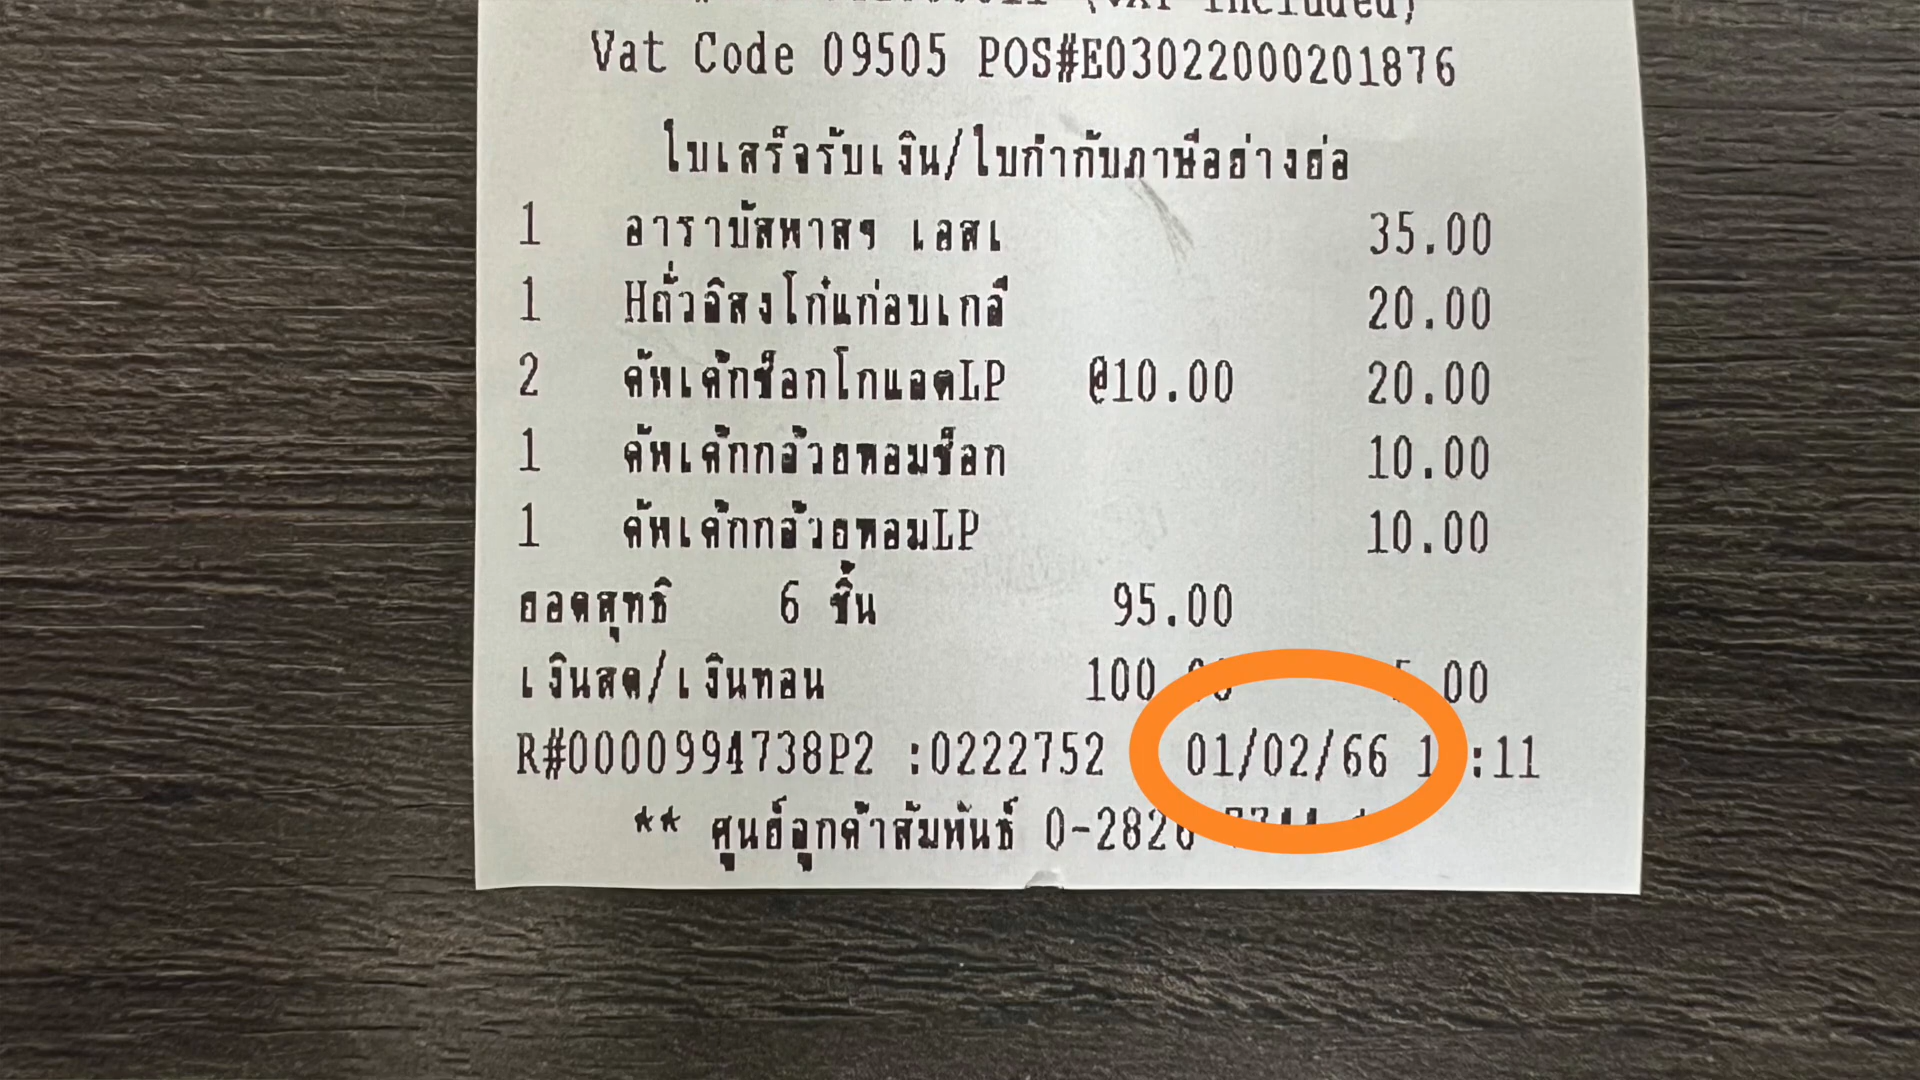 (VAT Included)
Vat Code 09505 POS#E03022000201876
ใบเสร็จรับเงิน/ใบกำกับภาษีอย่างย่อ
1 อาราบัสพาสฯ เอสเ 35.00
1 Hถั่วลิสงโก๋แก่อบเกลื 20.00
2 คัพเค้กช็อกโกแลตLP @10.00 20.00
1 คัพเค้กกล้วยหอมช็อก 10.00
1 คัพเค้กกล้วยหอมLP 10.00
ยอดสุทธิ 6 ชิ้น 95.00
เงินสด/เงินทอน 100.00 5.00
R#0000994738P2 :0222752 01/02/66 :11
** ศูนย์ลูกค้าสัมพันธ์